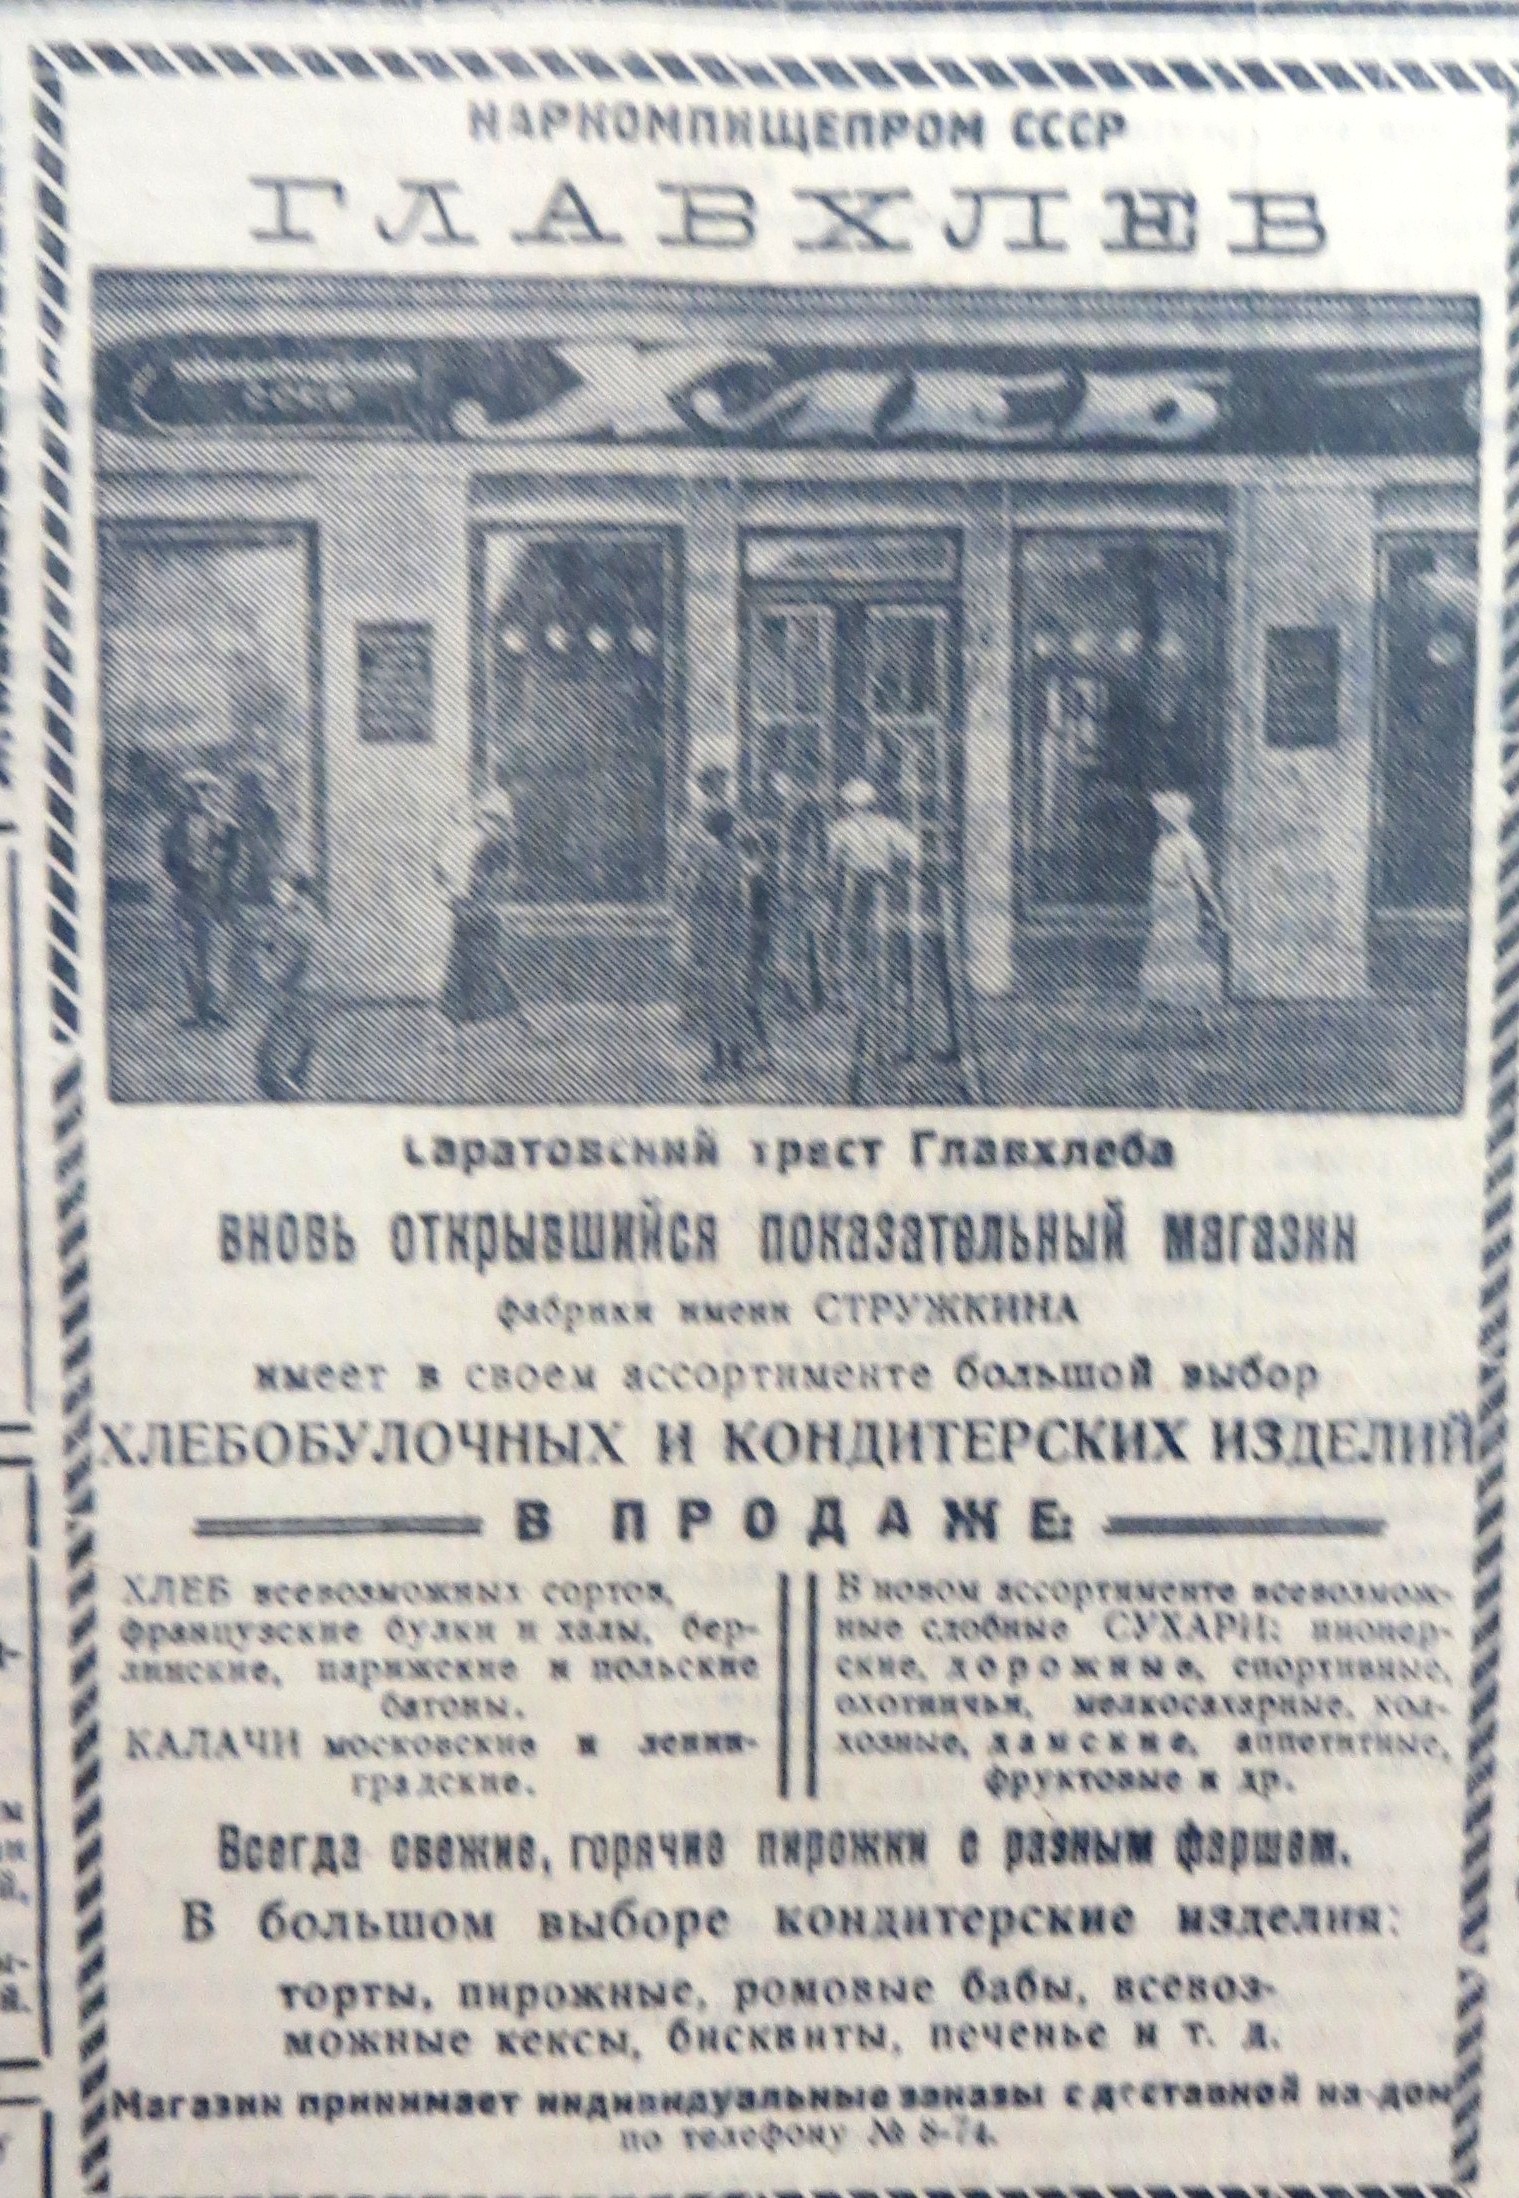 НАРКОМПИЩЕПРОМ СССР
ГЛАВХЛЕБ
СССР
Хлеб
Саратовский трест Главхлеба
вновь открывшийся показательный магазин
фабрики имени СТРУЖКИНА
имеет в своем ассортименте большой выбор
ХЛЕБОБУЛОЧНЫХ И КОНДИТЕРСКИХ ИЗДЕЛИЙ
В ПРОДАЖЕ:
ХЛЕБ всевозможных сортов,
французские булки и халы, бер-
линские, парижские и польские
батоны.
КАЛАЧИ московские и ленин-
градские.
В новом ассортименте всевозмож-
ные сдобные СУХАРИ: пионер-
ские, дорожные, спортивные,
охотничьи, мелкосахарные, кол-
хозные, дамские, аппетитные,
фруктовые и др.
Всегда свежие, горячие пирожки с разным фаршем.
В большом выборе кондитерские изделия:
торты, пирожные, ромовые бабы, всевоз-
можные кексы, бисквиты, печенье и т. д.
Магазин принимает индивидуальные заказы с доставкой на дом
по телефону № 8-74.